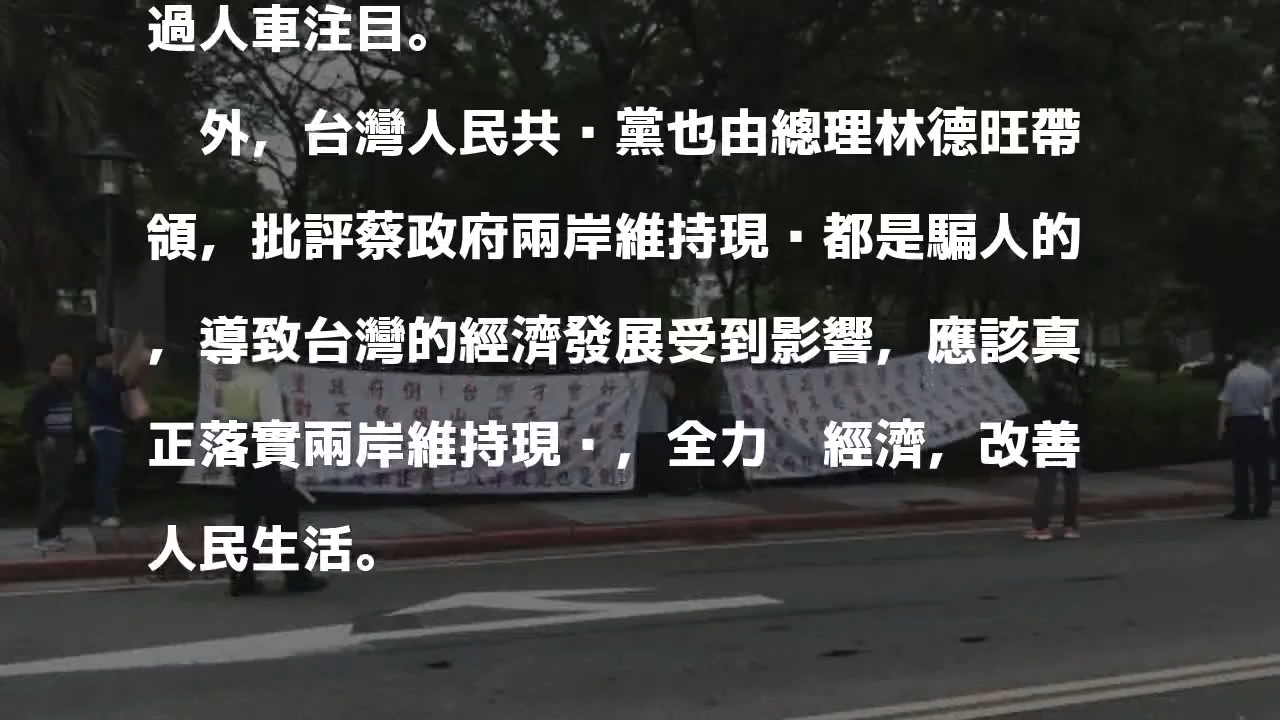 過人車注目。
外，台灣人民共·黨也由總理林德旺帶
領，批評蔡政府兩岸維持現·都是騙人的
，導致台灣的經濟發展受到影響，應該真
正落實兩岸維持現·，全力 經濟，改善
人民生活。